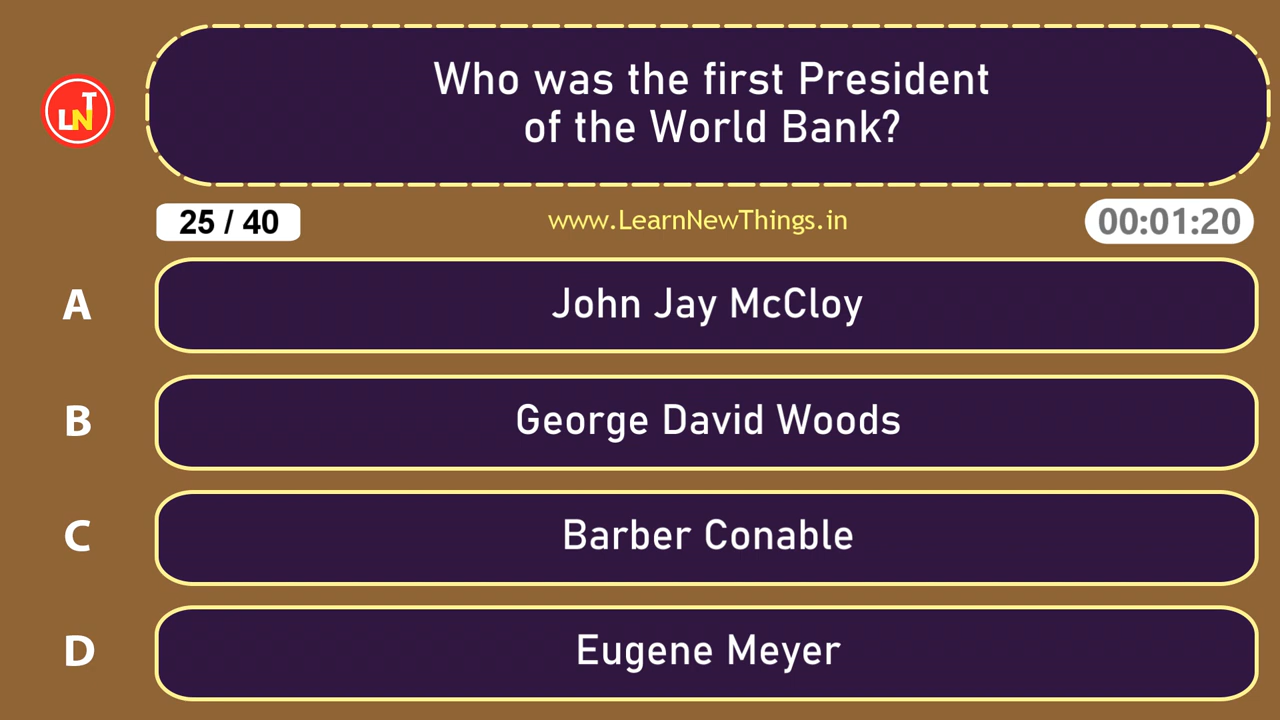 Who was the first President
of the World Bank?
LNT
25 / 40
www.LearnNewThings.in
00:01:20
A
John Jay McCloy
B
George David Woods
C
Barber Conable
D
Eugene Meyer